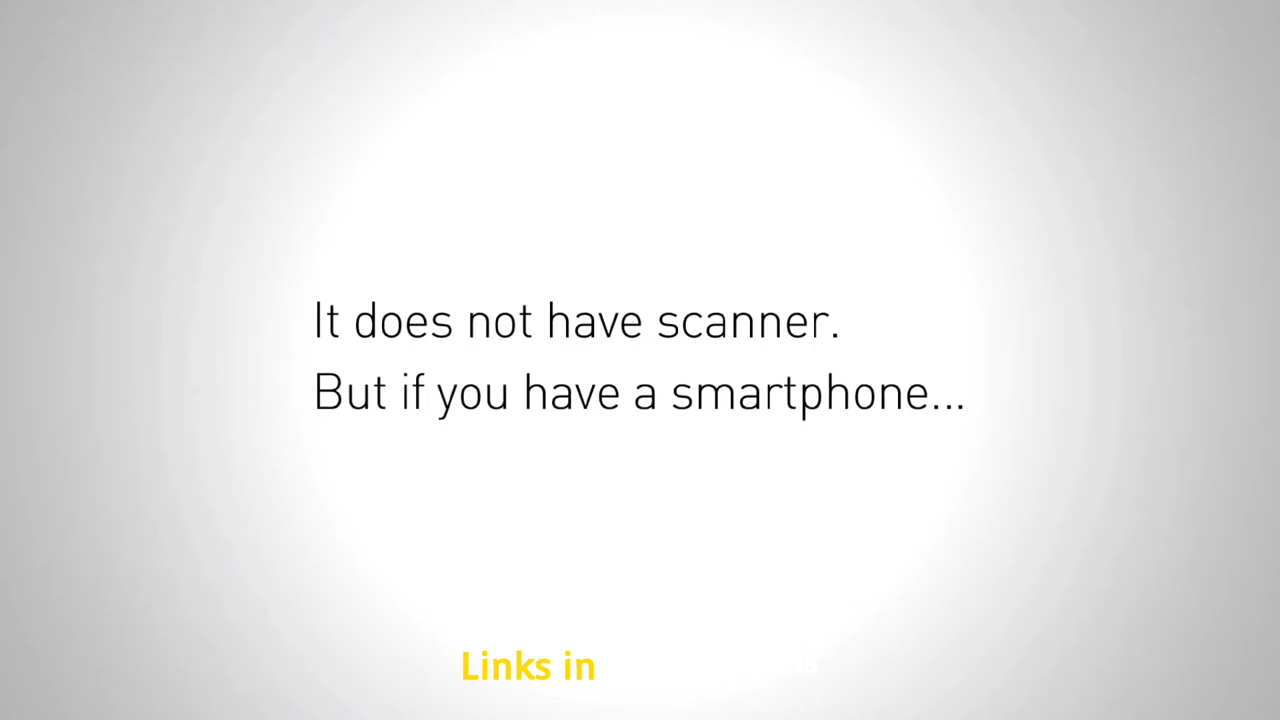 It does not have scanner.
But if you have a smartphone...
Links in